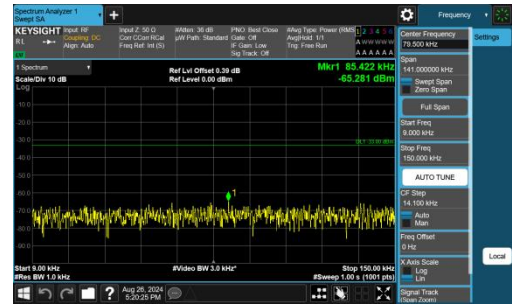 Spectrum Analyzer 1
Swept SA
Frequency
KEYSIGHT
RL
Input: RF
Coupling: DC
Align: Auto
Input Z: 50 Ω
Corr CCorr RCal
Freq Ref: Int (S)
#Atten: 36 dB
µW Path: Standard
PNO: Best Close
Gate: Off
IF Gain: Low
Sig Track: Off
#Avg Type: Power (RMS
Avg|Hold: 1/1
Trig: Free Run
1 2 3 4 5 6
A W W W W W
A A A A A A
1 Spectrum
Scale/Div 10 dB
Log
Ref Lvl Offset 0.39 dB
Ref Level 0.00 dBm
Mkr1 85.422 kHz
-65.281 dBm
-10.0
-20.0
-30.0
-40.0
-50.0
-60.0
-70.0
-80.0
-90.0
1
Start 9.00 kHz
#Res BW 1.0 kHz
#Video BW 3.0 kHz*
Stop 150.00 kHz
#Sweep 1.00 s (1001 pts)
Center Frequency
79.500 kHz
Settings
Span
141.000000 kHz
Swept Span
Zero Span
Full Span
Start Freq
9.000 kHz
Stop Freq
150.000 kHz
AUTO TUNE
CF Step
14.100 kHz
Auto
Man
Freq Offset
0 Hz
X Axis Scale
Log
Lin
Local
Signal Track
(Span Zoom)
?
Aug 26, 2024
5:20:25 PM